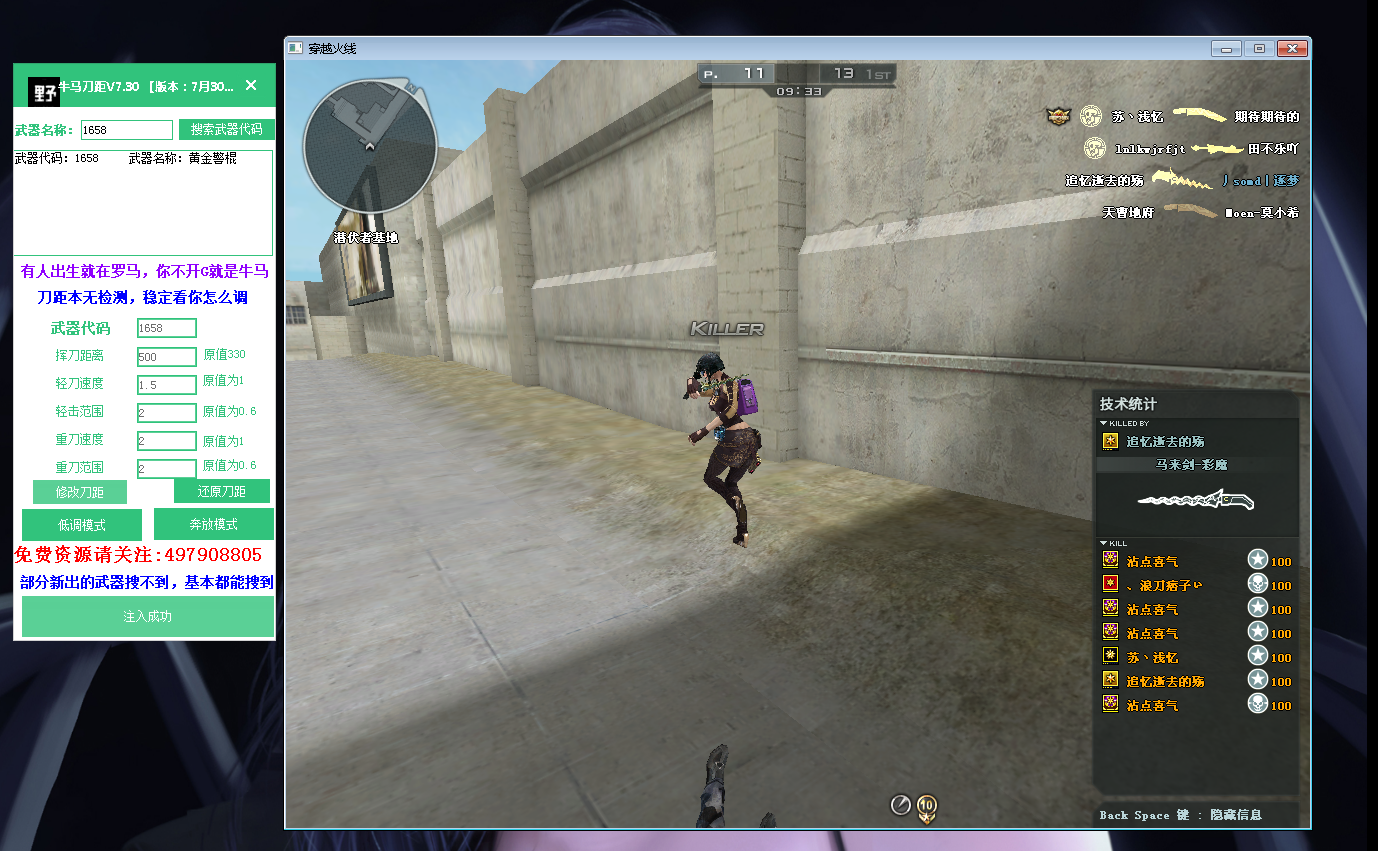 野
牛马刀距V7.30 [版本：7月30...
武器名称： 1658 搜索武器代码
武器代码：1658 武器名称：黄金警棍
有人出生就在罗马，你不开G就是牛马
刀距本无检测，稳定看你怎么调
武器代码 1658
挥刀距离 500 原值330
轻刀速度 1.5 原值为1
轻击范围 2 原值为0.6
重刀速度 2 原值为1
重刀范围 2 原值为0.6
修改刀距 还原刀距
低调模式 奔放模式
免费资源请关注:497908805
部分新出的武器搜不到，基本都能搜到
注入成功
穿越火线
N
P. 11 13 1ST
09:33
潜伏者基地
苏丶浅忆 期待期待的
lnlkwjrfjt 田不乐吖
追忆逝去的殇 丿somd丨逐梦
天曹地府 Moen-莫小希
KILLER
技术统计
KILLED BY
追忆逝去的殇
马来剑-彩魔
KILL
沾点喜气 100
、浪刀痞子 100
沾点喜气 100
沾点喜气 100
苏丶浅忆 100
追忆逝去的殇 100
沾点喜气 100
10
Back Space 键 : 隐藏信息